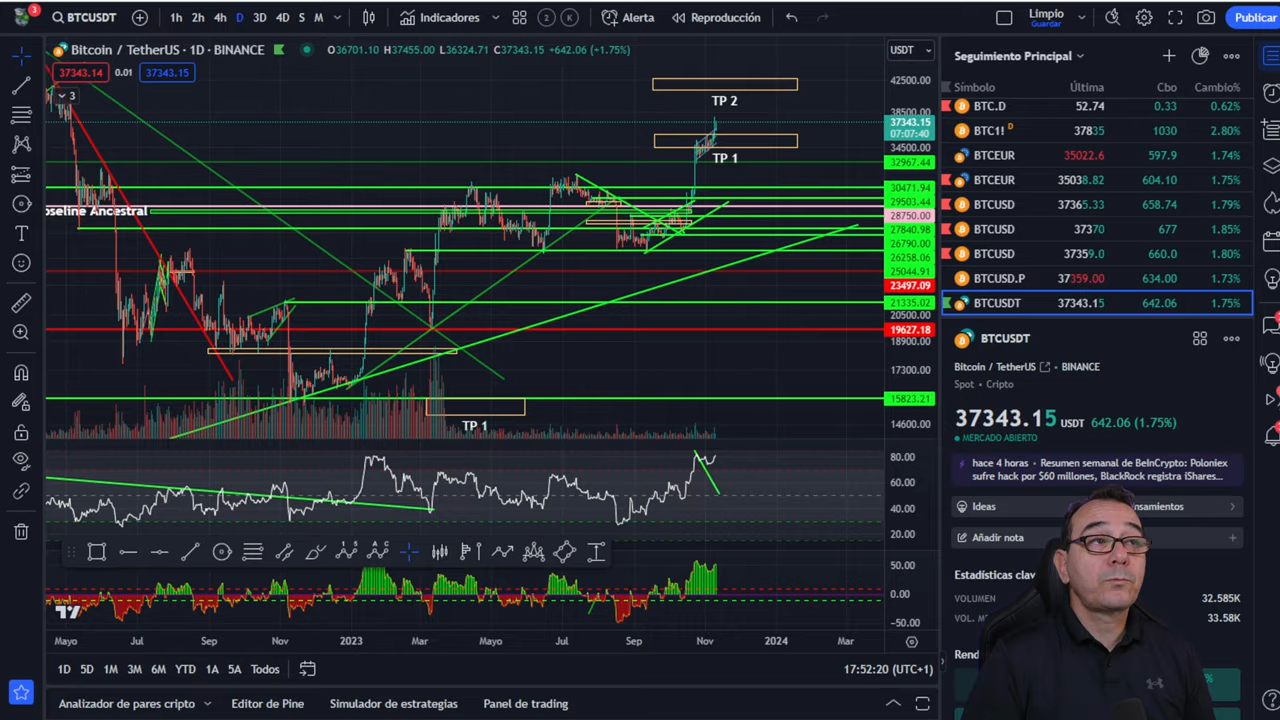 3
BTCUSDT
1h 2h 4h D 3D 4D S M
Indicadores
2 K
Alerta
Reproducción
Limpio
Guardar
Publicar
Bitcoin / TetherUS · 1D · BINANCE
O36701.10 H37455.00 L36324.71 C37343.15 +642.06 (+1.75%)
USDT
37343.14 0.01 37343.15
3
TP 2
TP 1
TP 1
oseline Ancestral
42500.00
38500.00
37343.15
07:07:40
34500.00
32967.44
30471.94
29503.44
28750.00
27840.98
26790.00
26258.06
25044.91
23497.09
21335.02
20500.00
19627.18
18900.00
17300.00
15823.21
14600.00
80.00
60.00
40.00
20.00
50.00
0.00
−50.00
Mayo Jul Sep Nov 2023 Mar Mayo Jul Sep Nov 2024 Mar
1D 5D 1M 3M 6M YTD 1A 5A Todos
17:52:20 (UTC+1)
Analizador de pares cripto
Editor de Pine
Simulador de estrategias
Panel de trading
Seguimiento Principal
Símbolo Última Cbo Cambio%
BTC.D 52.74 0.33 0.62%
BTC1! D 37835 1030 2.80%
BTCEUR 35022.6 597.9 1.74%
BTCEUR 35038.82 604.10 1.75%
BTCUSD 37365.33 658.74 1.79%
BTCUSD 37370 677 1.85%
BTCUSD 37359.0 660.0 1.80%
BTCUSD.P 37359.00 634.00 1.73%
BTCUSDT 37343.15 642.06 1.75%
BTCUSDT
Bitcoin / TetherUS · BINANCE
Spot · Cripto
37343.15 USDT 642.06 (1.75%)
MERCADO ABIERTO
hace 4 horas · Resumen semanal de BeInCrypto: Poloniex
sufre hack por $60 millones, BlackRock registra iShares...
Ideas
Añadir nota
VOLUMEN 32.585K
33.58K